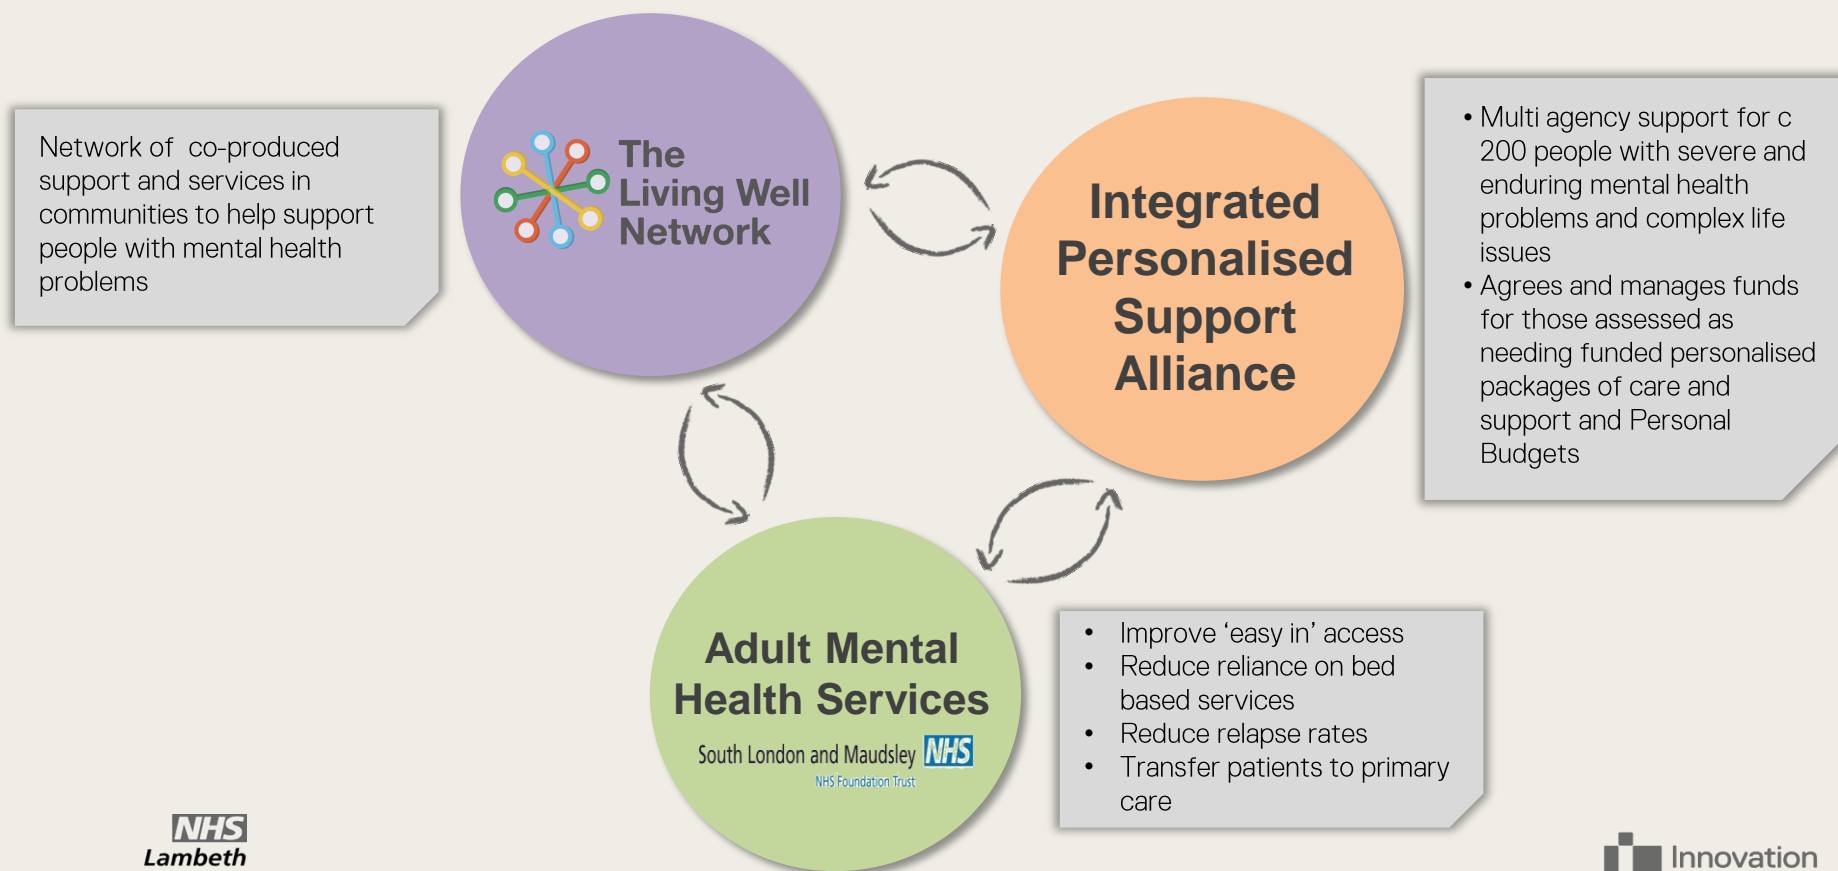 Network of co-produced
support and services in
communities to help support
people with mental health
problems
The
Living Well
Network
Integrated
Personalised
Support
Alliance
• Multi agency support for c
200 people with severe and
enduring mental health
problems and complex life
issues
• Agrees and manages funds
for those assessed as
needing funded personalised
packages of care and
support and Personal
Budgets
Adult Mental
Health Services
South London and Maudsley NHS
NHS Foundation Trust
• Improve ‘easy in’ access
• Reduce reliance on bed
based services
• Reduce relapse rates
• Transfer patients to primary
care
NHS
Lambeth
Innovation